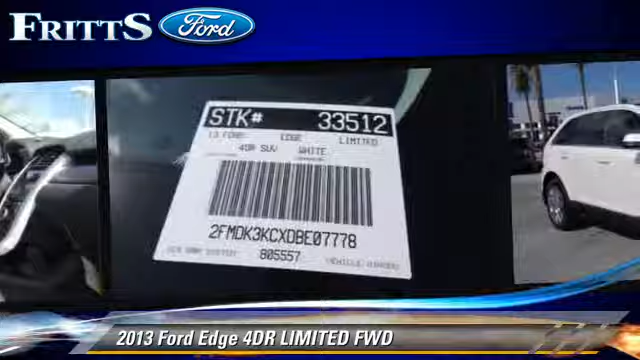 FRITTS Ford
STK# 33512
13 FORD EDGE LIMITED
4DR SUV WHITE
2FMDK3KCXDBE07778
805557
2013 Ford Edge 4DR LIMITED FWD